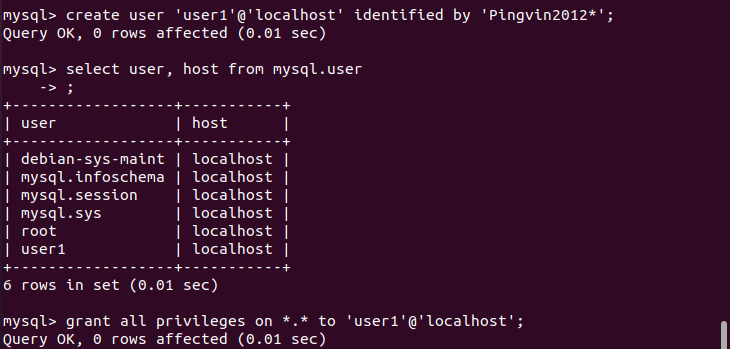 mysql> create user 'user1'@'localhost' identified by 'Pingvin2012*';
Query OK, 0 rows affected (0.01 sec)
mysql> select user, host from mysql.user
    -> ;
+------------------+-----------+
| user             | host      |
+------------------+-----------+
| debian-sys-maint | localhost |
| mysql.infoschema | localhost |
| mysql.session    | localhost |
| mysql.sys        | localhost |
| root             | localhost |
| user1            | localhost |
+------------------+-----------+
6 rows in set (0.01 sec)
mysql> grant all privileges on *.* to 'user1'@'localhost';
Query OK, 0 rows affected (0.01 sec)